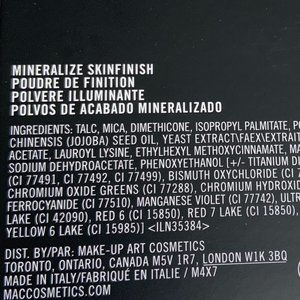 MINERALIZE SKINFINISH
POUDRE DE FINITION
POLVERE ILLUMINANTE
POLVOS DE ACABADO MINERALIZADO
INGREDIENTS: TALC, MICA, DIMETHICONE, ISOPROPYL PALMITATE,
CHINENSIS (JOJOBA) SEED OIL, YEAST EXTRACT\FAEX\EXTRAIT
ACETATE, LAUROYL LYSINE, ETHYLHEXYL METHOXYCINNAMATE,
SODIUM DEHYDROACETATE, PHENOXYETHANOL [+/- TITANIUM
(CI 77491, CI 77492, CI 77499), BISMUTH OXYCHLORIDE (CI
CHROMIUM OXIDE GREENS (CI 77288), CHROMIUM
FERROCYANIDE (CI 77510), MANGANESE VIOLET (CI 77742),
LAKE (CI 42090), RED 6 (CI 15850), RED 7 LAKE (CI 15850),
YELLOW 6 LAKE (CI 15985)] <ILN35384>
DIST. BY/PAR: MAKE-UP ART COSMETICS
TORONTO, ONTARIO, CANADA M5V 1R7, LONDON W1K 3BQ
MADE IN ITALY/FABRIQUÉ EN ITALIE / M4X7
MACCOSMETICS.COM